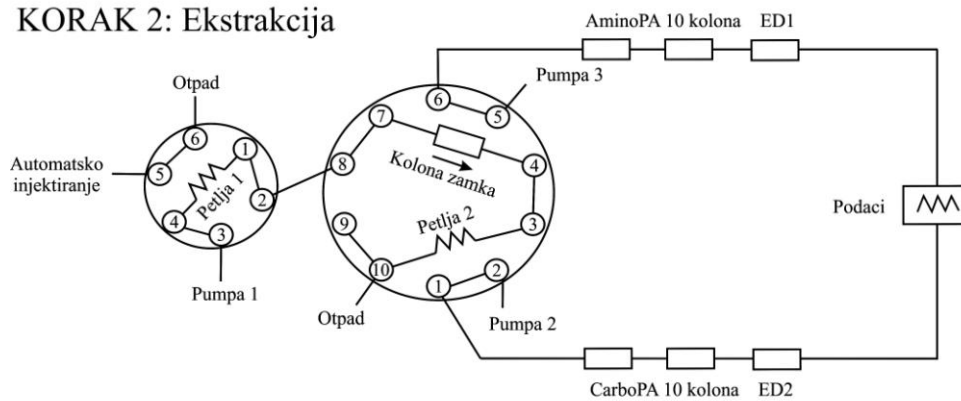 KORAK 2: Ekstrakcija
AminoPA 10 kolona
ED1
Otpad
Pumpa 3
6
5
7
6
1
Automatsko
injektiranje
5
8
Kolona zamka
4
Petlja 1
2
Podaci
4
3
9
Petlja 2
3
10
2
1
Pumpa 1
Otpad
Pumpa 2
CarboPA 10 kolona
ED2